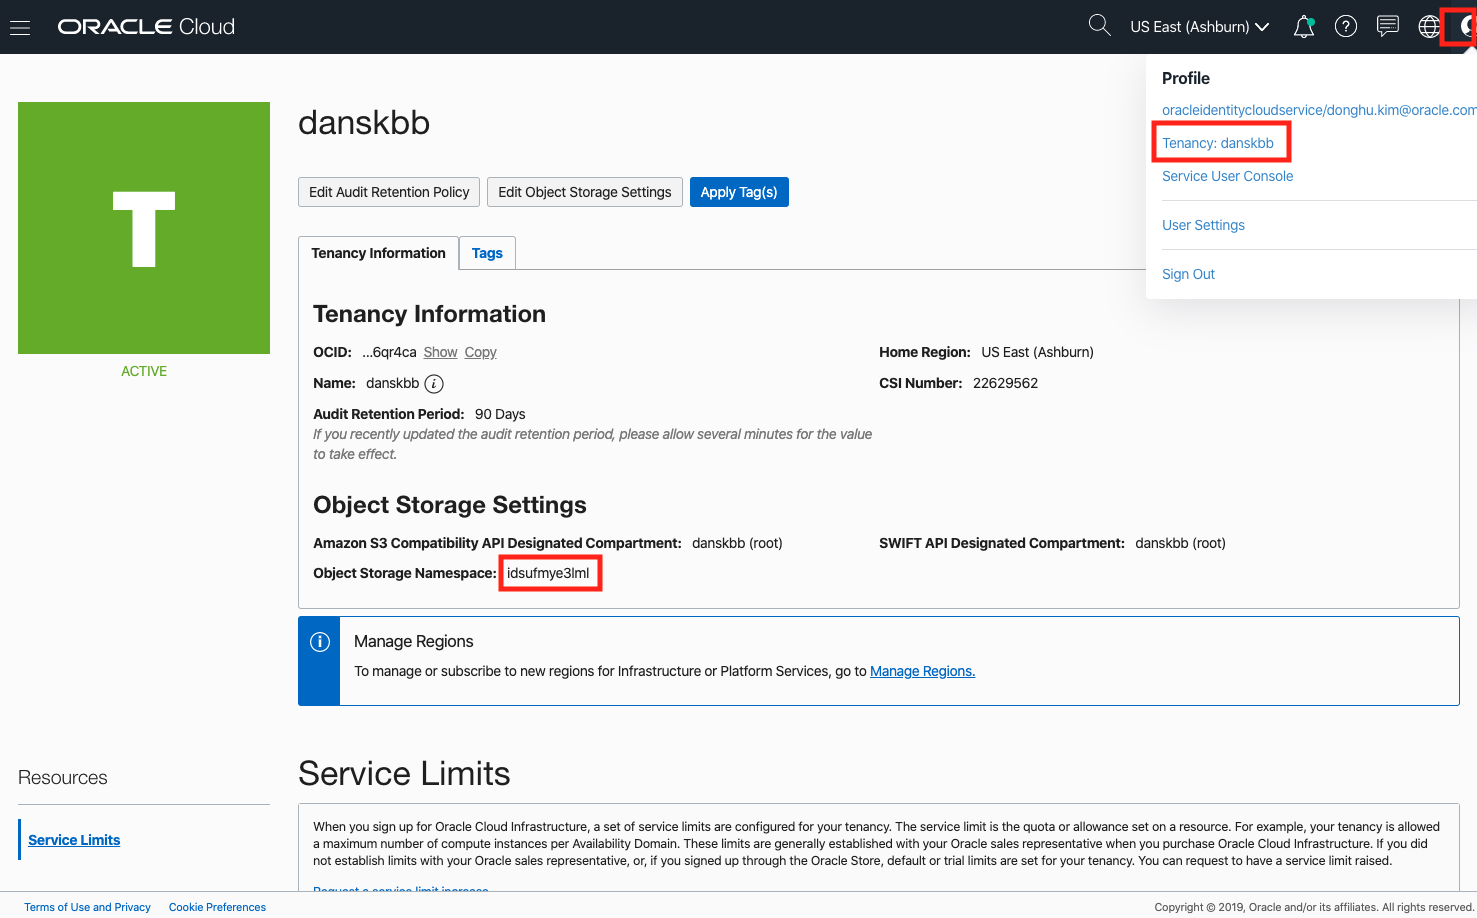 ORACLE Cloud
US East (Ashburn)
Profile
oracleidentitycloudservice/donghu.kim@oracle.com
Tenancy: danskbb
Service User Console
User Settings
Sign Out
T
ACTIVE
danskbb
Edit Audit Retention Policy
Edit Object Storage Settings
Apply Tag(s)
Tenancy Information
Tags
Tenancy Information
OCID: ...6qr4ca Show Copy
Home Region: US East (Ashburn)
Name: danskbb
CSI Number: 22629562
Audit Retention Period: 90 Days
If you recently updated the audit retention period, please allow several minutes for the value
to take effect.
Object Storage Settings
Amazon S3 Compatibility API Designated Compartment: danskbb (root)
SWIFT API Designated Compartment: danskbb (root)
Object Storage Namespace: idsufmye3lml
Manage Regions
To manage or subscribe to new regions for Infrastructure or Platform Services, go to Manage Regions.
Resources
Service Limits
Service Limits
When you sign up for Oracle Cloud Infrastructure, a set of service limits are configured for your tenancy. The service limit is the quota or allowance set on a resource. For example, your tenancy is allowed
a maximum number of compute instances per Availability Domain. These limits are generally established with your Oracle sales representative when you purchase Oracle Cloud Infrastructure. If you did
not establish limits with your Oracle sales representative, or, if you signed up through the Oracle Store, default or trial limits are set for your tenancy. You can request to have a service limit raised.
Request a service limit increase
Terms of Use and Privacy
Cookie Preferences
Copyright © 2019, Oracle and/or its affiliates. All rights reserved.